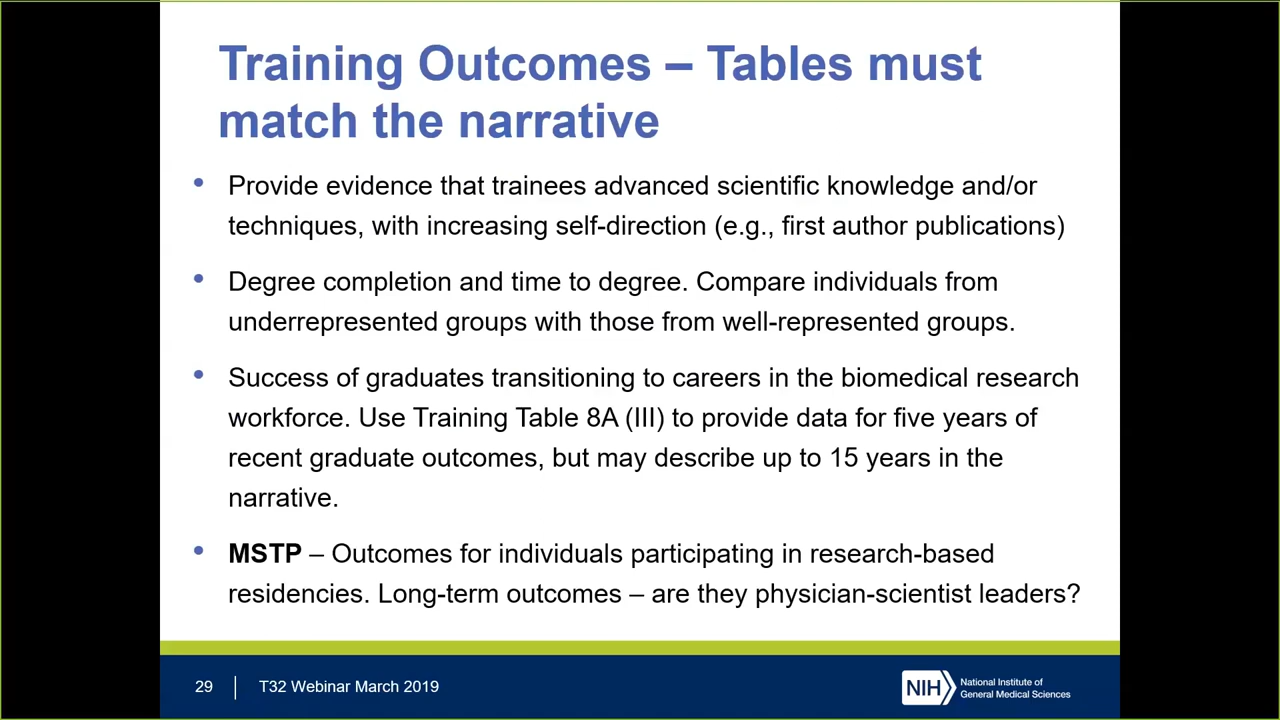 Training Outcomes – Tables must
match the narrative
• Provide evidence that trainees advanced scientific knowledge and/or
techniques, with increasing self-direction (e.g., first author publications)
• Degree completion and time to degree. Compare individuals from
underrepresented groups with those from well-represented groups.
• Success of graduates transitioning to careers in the biomedical research
workforce. Use Training Table 8A (III) to provide data for five years of
recent graduate outcomes, but may describe up to 15 years in the
narrative.
• MSTP – Outcomes for individuals participating in research-based
residencies. Long-term outcomes – are they physician-scientist leaders?
29 | T32 Webinar March 2019
NIH National Institute of
General Medical Sciences